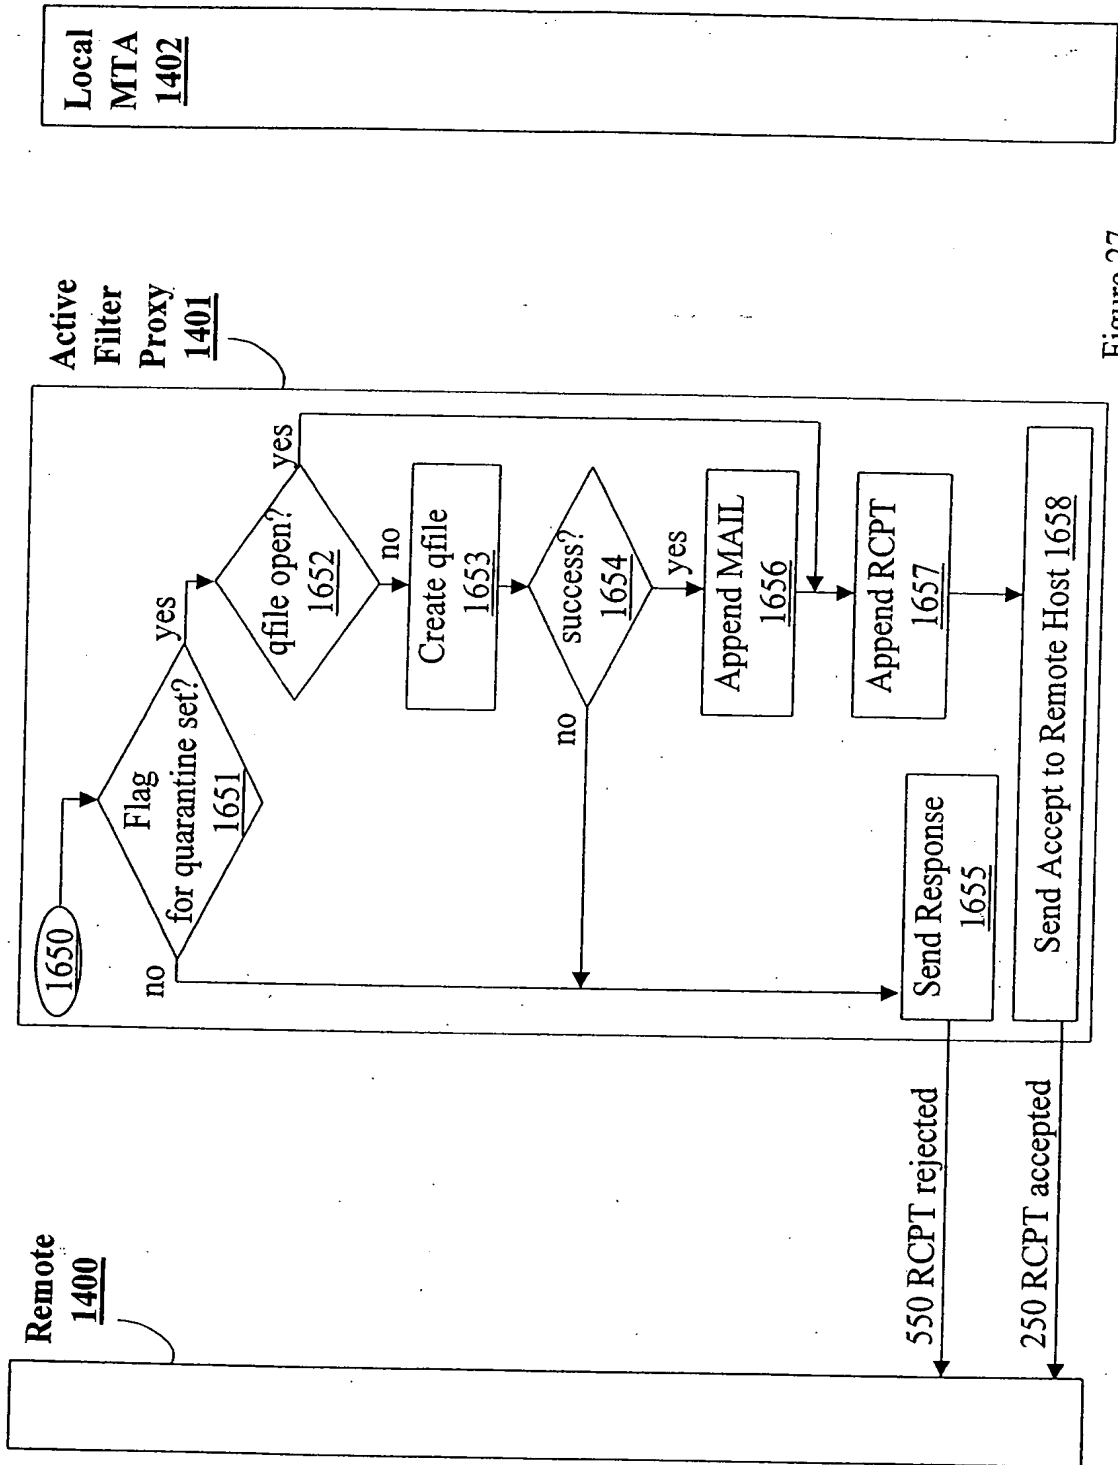 Remote
1400
Active
Filter
Proxy
1401
Local
MTA
1402
1650
Flag
for quarantine set?
1651
yes
no
qfile open?
1652
yes
no
Create qfile
1653
success?
1654
no
yes
Append MAIL
1656
Append RCPT
1657
Send Response
1655
Send Accept to Remote Host 1658
550 RCPT rejected
250 RCPT accepted
Figure 27